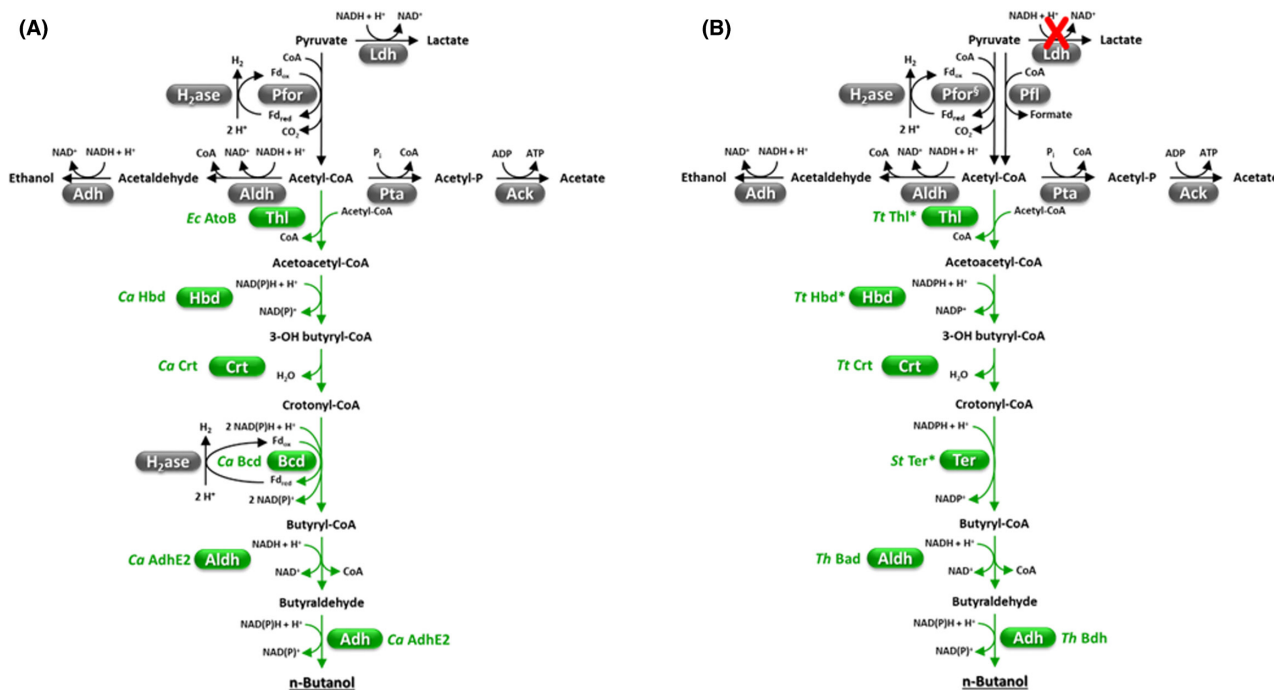 (A)
NADH + H⁺ NAD⁺
Pyruvate Lactate
Ldh
CoA
H₂ Fdₒₓ
H₂ase Pfor
Fd_red
2 H⁺ CO₂
NAD⁺ NADH + H⁺ CoA NAD⁺ NADH + H⁺ Pᵢ CoA ADP ATP
Ethanol Acetaldehyde Acetyl-CoA Acetyl-P Acetate
Adh Aldh Pta Ack
Ec AtoB Thl Acetyl-CoA
CoA
Acetoacetyl-CoA
NAD(P)H + H⁺
Ca Hbd Hbd
NAD(P)⁺
3-OH butyryl-CoA
Ca Crt Crt
H₂O
Crotonyl-CoA
2 NAD(P)H + H⁺
H₂ Fdₒₓ
H₂ase Ca Bcd Bcd
Fd_red
2 H⁺ 2 NAD(P)⁺
Butyryl-CoA
NADH + H⁺
Ca AdhE2 Aldh
NAD⁺ CoA
Butyraldehyde
NAD(P)H + H⁺
Adh Ca AdhE2
NAD(P)⁺
n-Butanol
(B)
NADH + H⁺ NAD⁺
Pyruvate Lactate
Ldh
CoA CoA
H₂ Fdₒₓ
H₂ase Pfor§ Pfl
Fd_red Formate
2 H⁺ CO₂
NAD⁺ NADH + H⁺ CoA NAD⁺ NADH + H⁺ Pᵢ CoA ADP ATP
Ethanol Acetaldehyde Acetyl-CoA Acetyl-P Acetate
Adh Aldh Pta Ack
Tt Thl* Thl Acetyl-CoA
CoA
Acetoacetyl-CoA
NADPH + H⁺
Tt Hbd* Hbd
NADP⁺
3-OH butyryl-CoA
Tt Crt Crt
H₂O
Crotonyl-CoA
NADPH + H⁺
St Ter* Ter
NADP⁺
Butyryl-CoA
NADH + H⁺
Th Bad Aldh
NAD⁺ CoA
Butyraldehyde
NAD(P)H + H⁺
Adh Th Bdh
NAD(P)⁺
n-Butanol